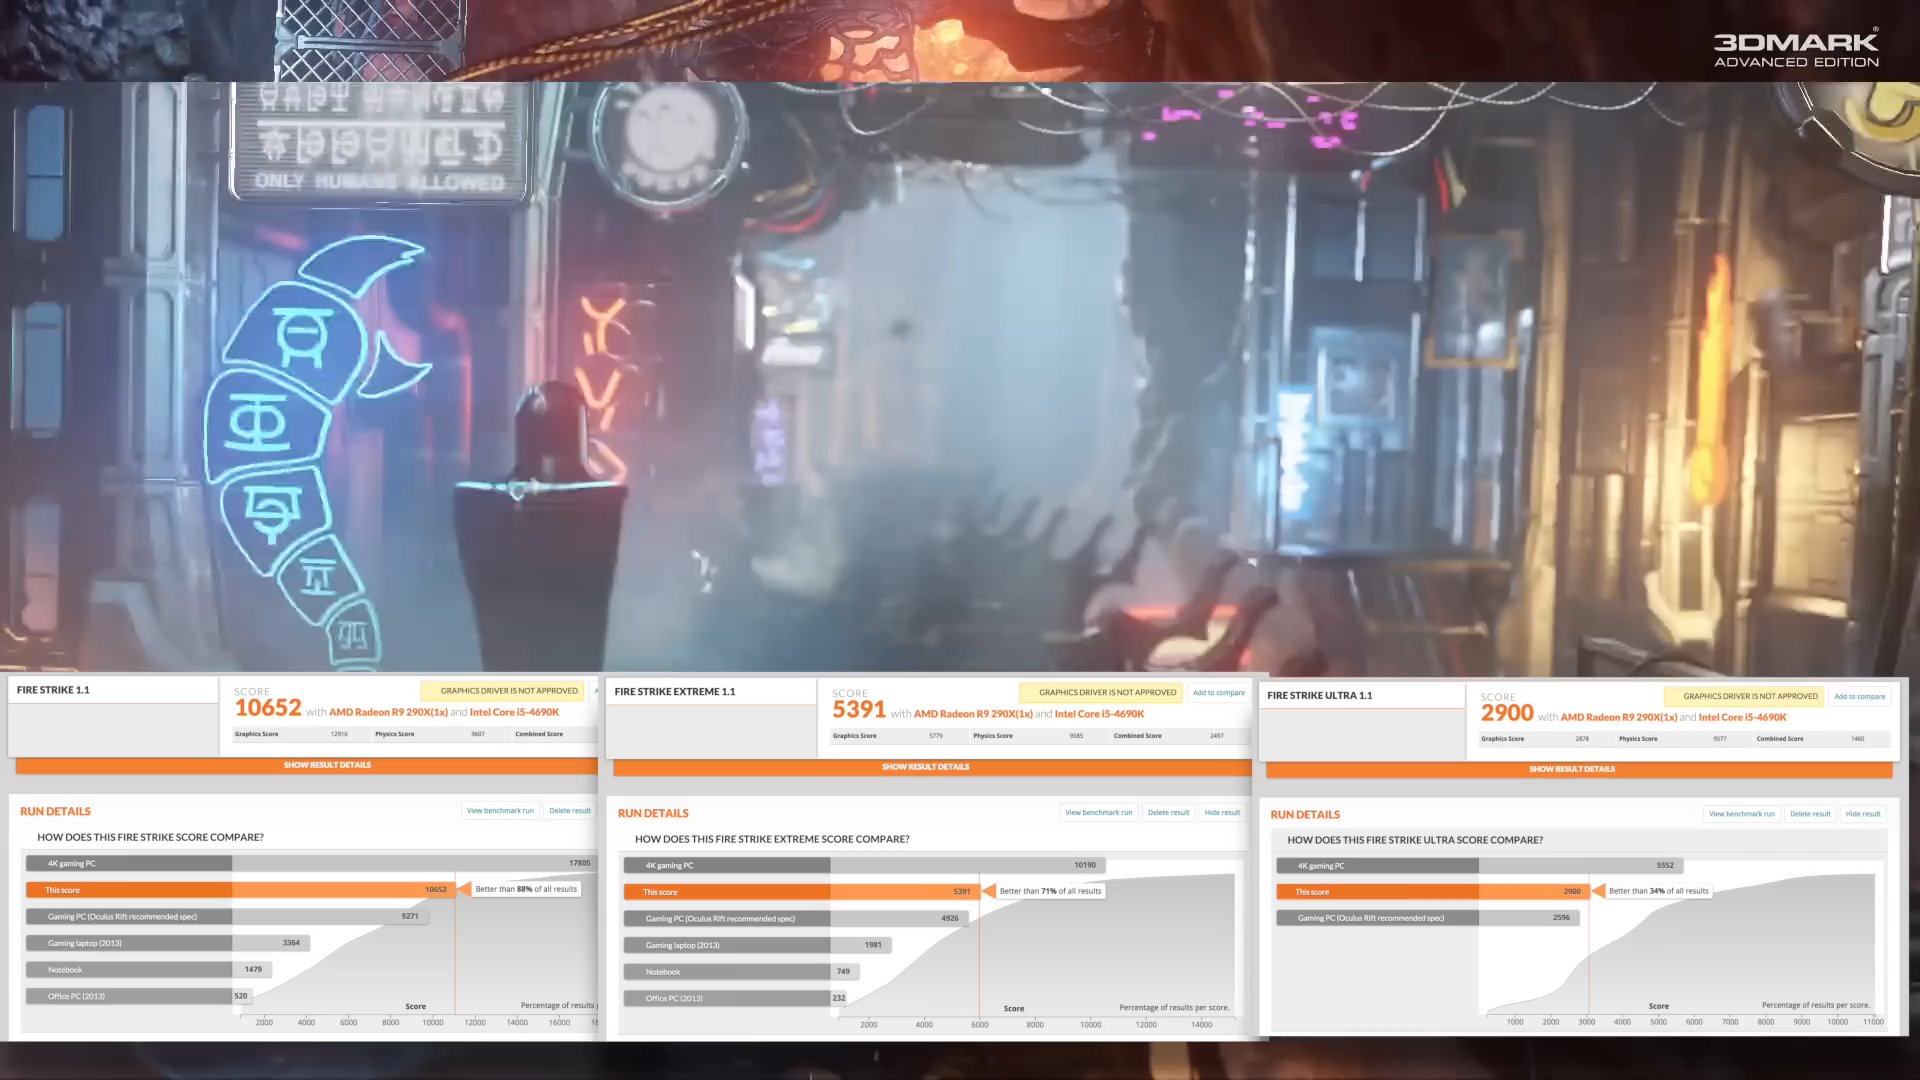 3DMARK®
ADVANCED EDITION
ONLY HUMANS ALLOWED
FIRE STRIKE 1.1
SCORE
GRAPHICS DRIVER IS NOT APPROVED
10652 with AMD Radeon R9 290X(1x) and Intel Core i5-4690K
Graphics Score 12916 Physics Score 9607 Combined Score
SHOW RESULT DETAILS
RUN DETAILS
View benchmark run Delete result
HOW DOES THIS FIRE STRIKE SCORE COMPARE?
4K gaming PC 17805
This score 10652 Better than 88% of all results
Gaming PC (Oculus Rift recommended spec) 9271
Gaming laptop (2013) 3364
Notebook 1479
Office PC (2013) 520
Score Percentage of results
2000 4000 6000 8000 10000 12000 14000 16000
FIRE STRIKE EXTREME 1.1
SCORE
GRAPHICS DRIVER IS NOT APPROVED Add to compare
5391 with AMD Radeon R9 290X(1x) and Intel Core i5-4690K
Graphics Score 5779 Physics Score 9585 Combined Score 2497
SHOW RESULT DETAILS
RUN DETAILS
View benchmark run Delete result Hide result
HOW DOES THIS FIRE STRIKE EXTREME SCORE COMPARE?
4K gaming PC 10190
This score 5391 Better than 71% of all results
Gaming PC (Oculus Rift recommended spec) 4926
Gaming laptop (2013) 1981
Notebook 749
Office PC (2013) 232
Score Percentage of results per score.
2000 4000 6000 8000 10000 12000 14000
FIRE STRIKE ULTRA 1.1
SCORE
GRAPHICS DRIVER IS NOT APPROVED Add to compare
2900 with AMD Radeon R9 290X(1x) and Intel Core i5-4690K
Graphics Score 2878 Physics Score 9577 Combined Score 1460
SHOW RESULT DETAILS
RUN DETAILS
View benchmark run Delete result Hide result
HOW DOES THIS FIRE STRIKE ULTRA SCORE COMPARE?
4K gaming PC 5552
This score 2900 Better than 34% of all results
Gaming PC (Oculus Rift recommended spec) 2596
Score Percentage of results per score.
1000 2000 3000 4000 5000 6000 7000 8000 9000 10000 11000